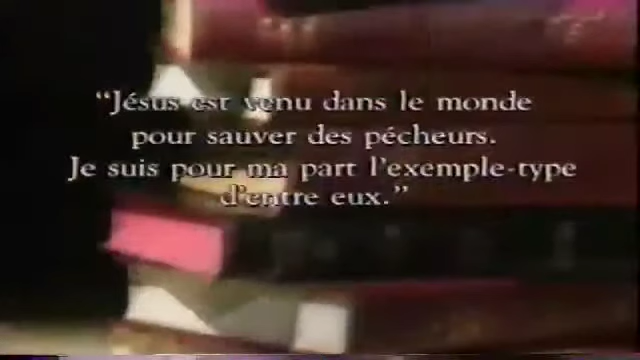 “Jésus est venu dans le monde
pour sauver des pécheurs.
Je suis pour ma part l’exemple-type
d’entre eux.”